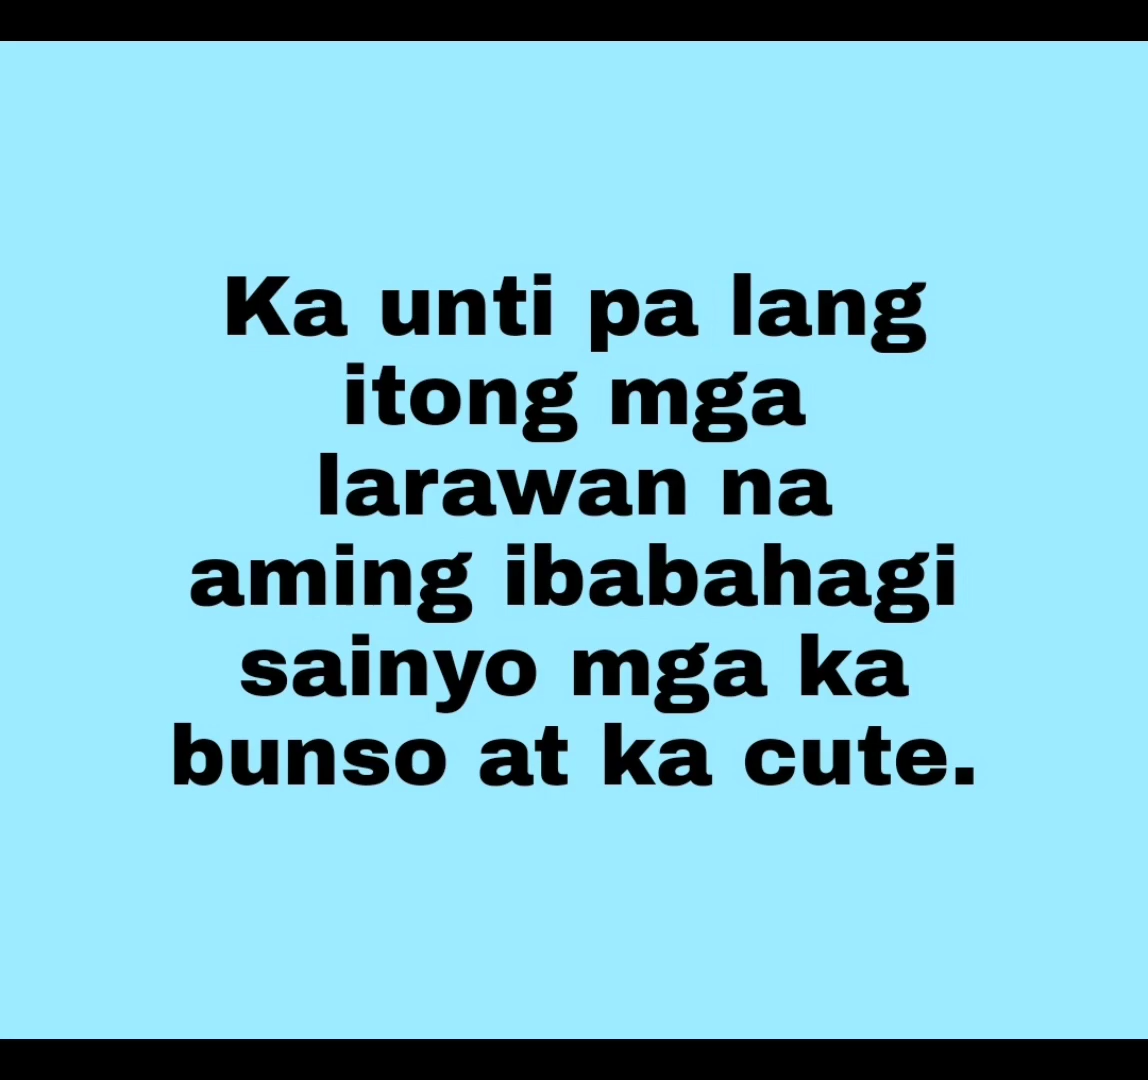 Ka unti pa lang
itong mga
larawan na
aming ibabahagi
sainyo mga ka
bunso at ka cute.